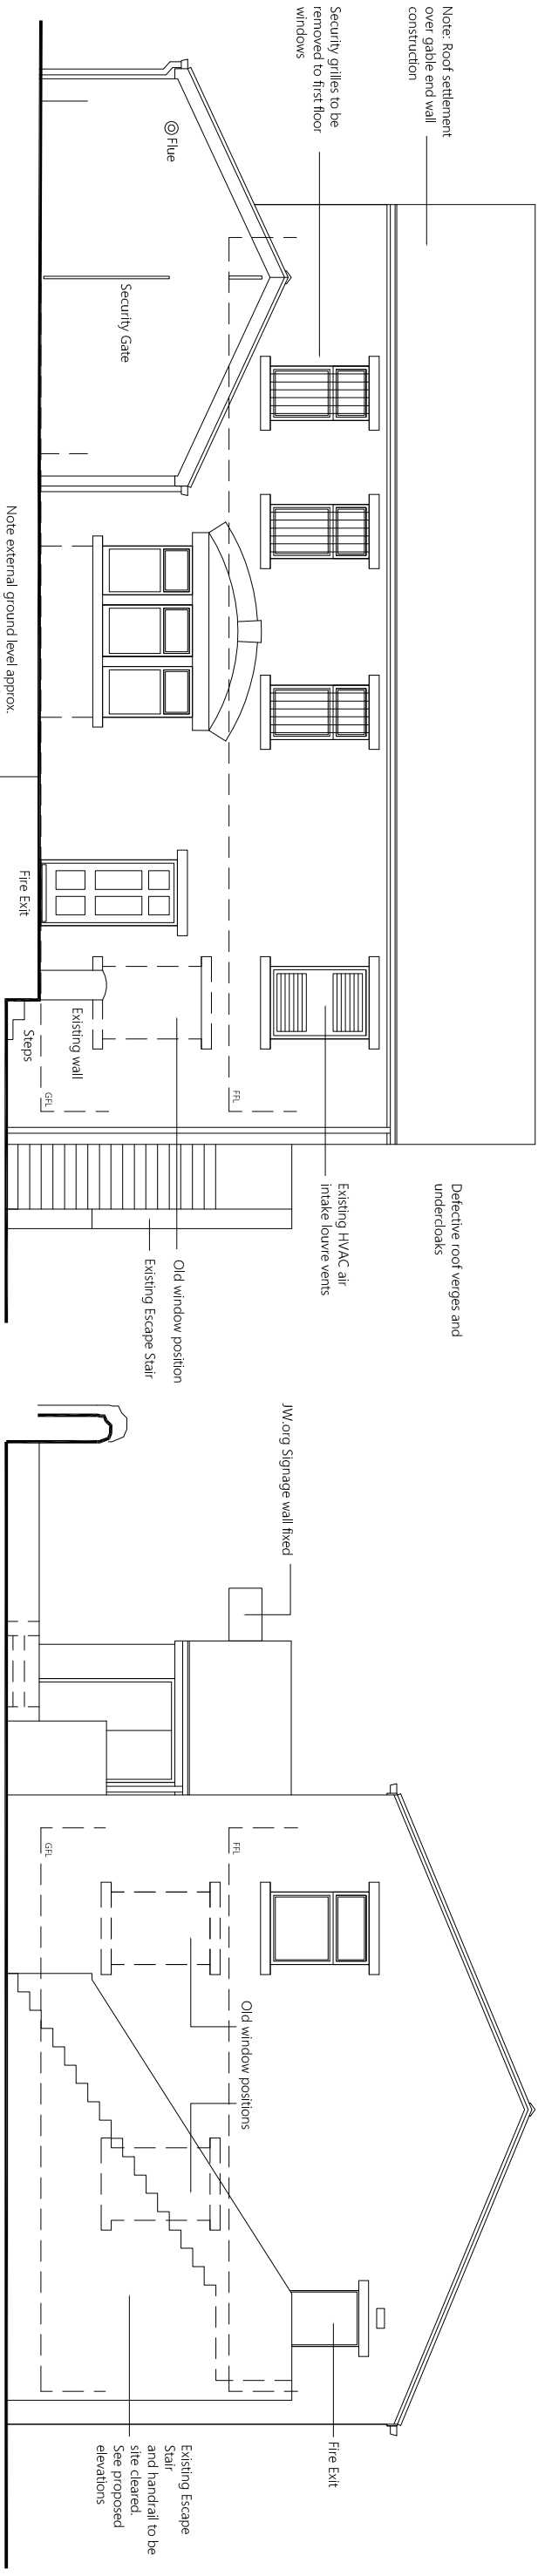 Note: Roof settlement
over gable end wall
construction
Security grilles to be
removed to first floor
windows
Flue
Security Gate
Note external ground level approx.
Fire Exit
Existing wall
Steps
GFL
FFL
Defective roof verges and
undercloaks
Existing HVAC air
intake louvre vents
Old window position
Existing Escape Stair
JW.org Signage wall fixed
FFL
GFL
Old window positions
Fire Exit
Existing Escape
Stair
and handrail to be
site cleared.
See proposed
elevations